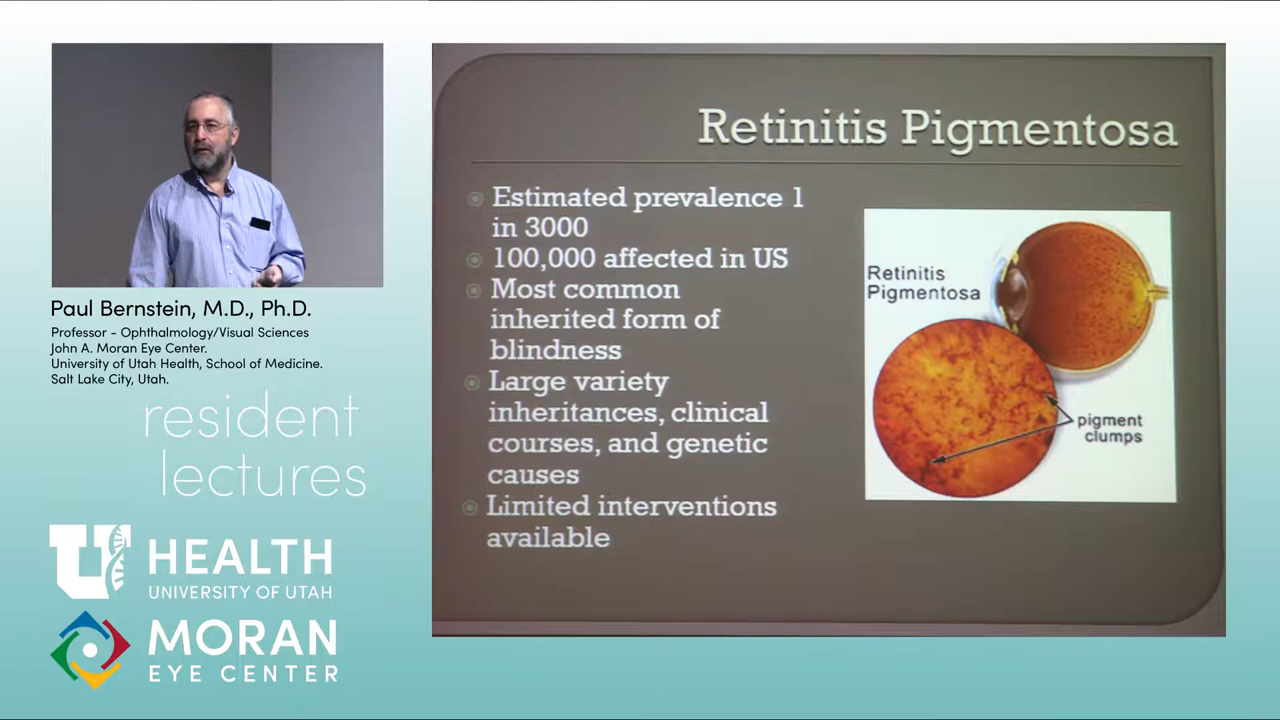 Paul Bernstein, M.D., Ph.D.
Professor - Ophthalmology/Visual Sciences
John A. Moran Eye Center.
University of Utah Health, School of Medicine.
Salt Lake City, Utah.
resident
lectures
U
HEALTH
UNIVERSITY OF UTAH
MORAN
EYE CENTER
Retinitis Pigmentosa
Estimated prevalence 1
in 3000
100,000 affected in US
Most common
inherited form of
blindness
Large variety
inheritances, clinical
courses, and genetic
causes
Limited interventions
available
Retinitis
Pigmentosa
pigment
clumps